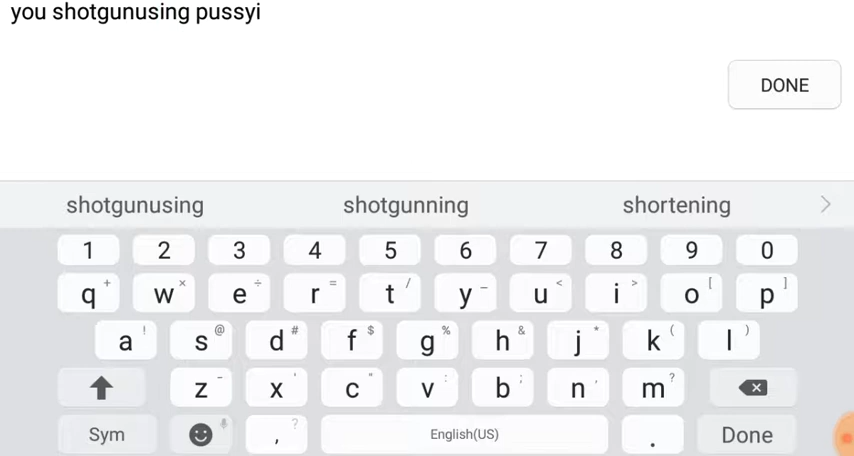 you shotgunusing pussyi
DONE
shotgunusing shotgunning shortening >
1 2 3 4 5 6 7 8 9 0
q + w × e ÷ r = t / y _ u < i > o [ p ]
a ! s @ d # f $ g % h & j * k ( l )
z - x ' c " v : b ; n , m ?
Sym , ? English(US) . Done